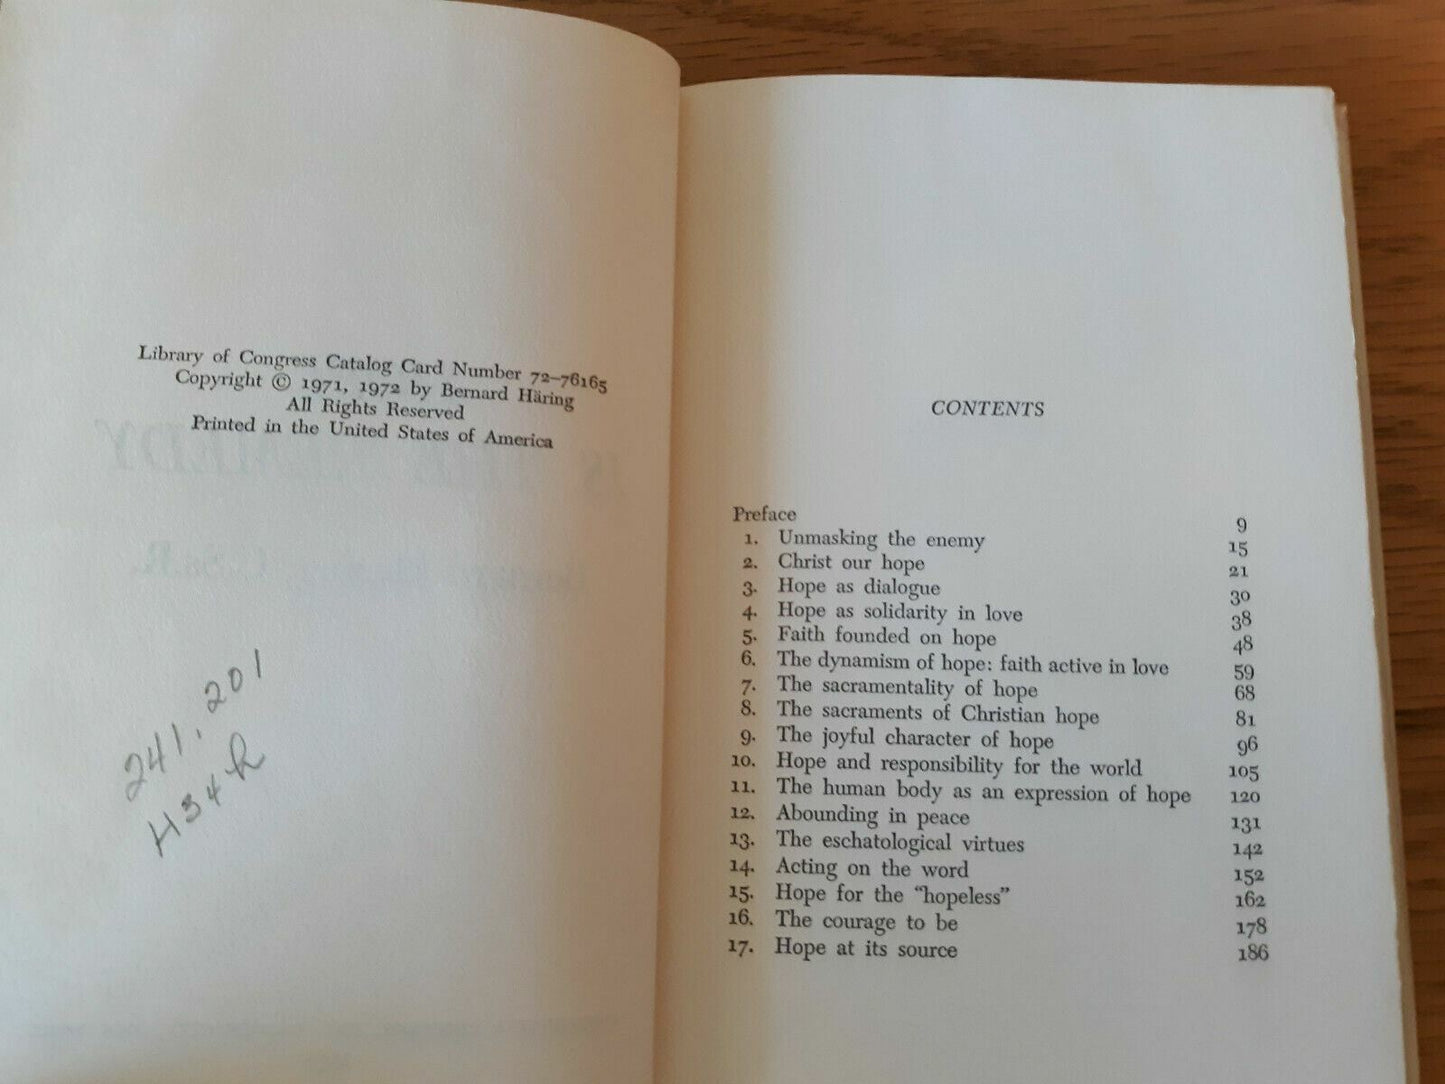 Library of Congress Catalog Card Number 72–76165
Copyright © 1971, 1972 by Bernard Häring
All Rights Reserved
Printed in the United States of America
241.201
H34h
CONTENTS
Preface 9
1. Unmasking the enemy 15
2. Christ our hope 21
3. Hope as dialogue 30
4. Hope as solidarity in love 38
5. Faith founded on hope 48
6. The dynamism of hope: faith active in love 59
7. The sacramentality of hope 68
8. The sacraments of Christian hope 81
9. The joyful character of hope 96
10. Hope and responsibility for the world 105
11. The human body as an expression of hope 120
12. Abounding in peace 131
13. The eschatological virtues 142
14. Acting on the word 152
15. Hope for the “hopeless” 162
16. The courage to be 178
17. Hope at its source 186